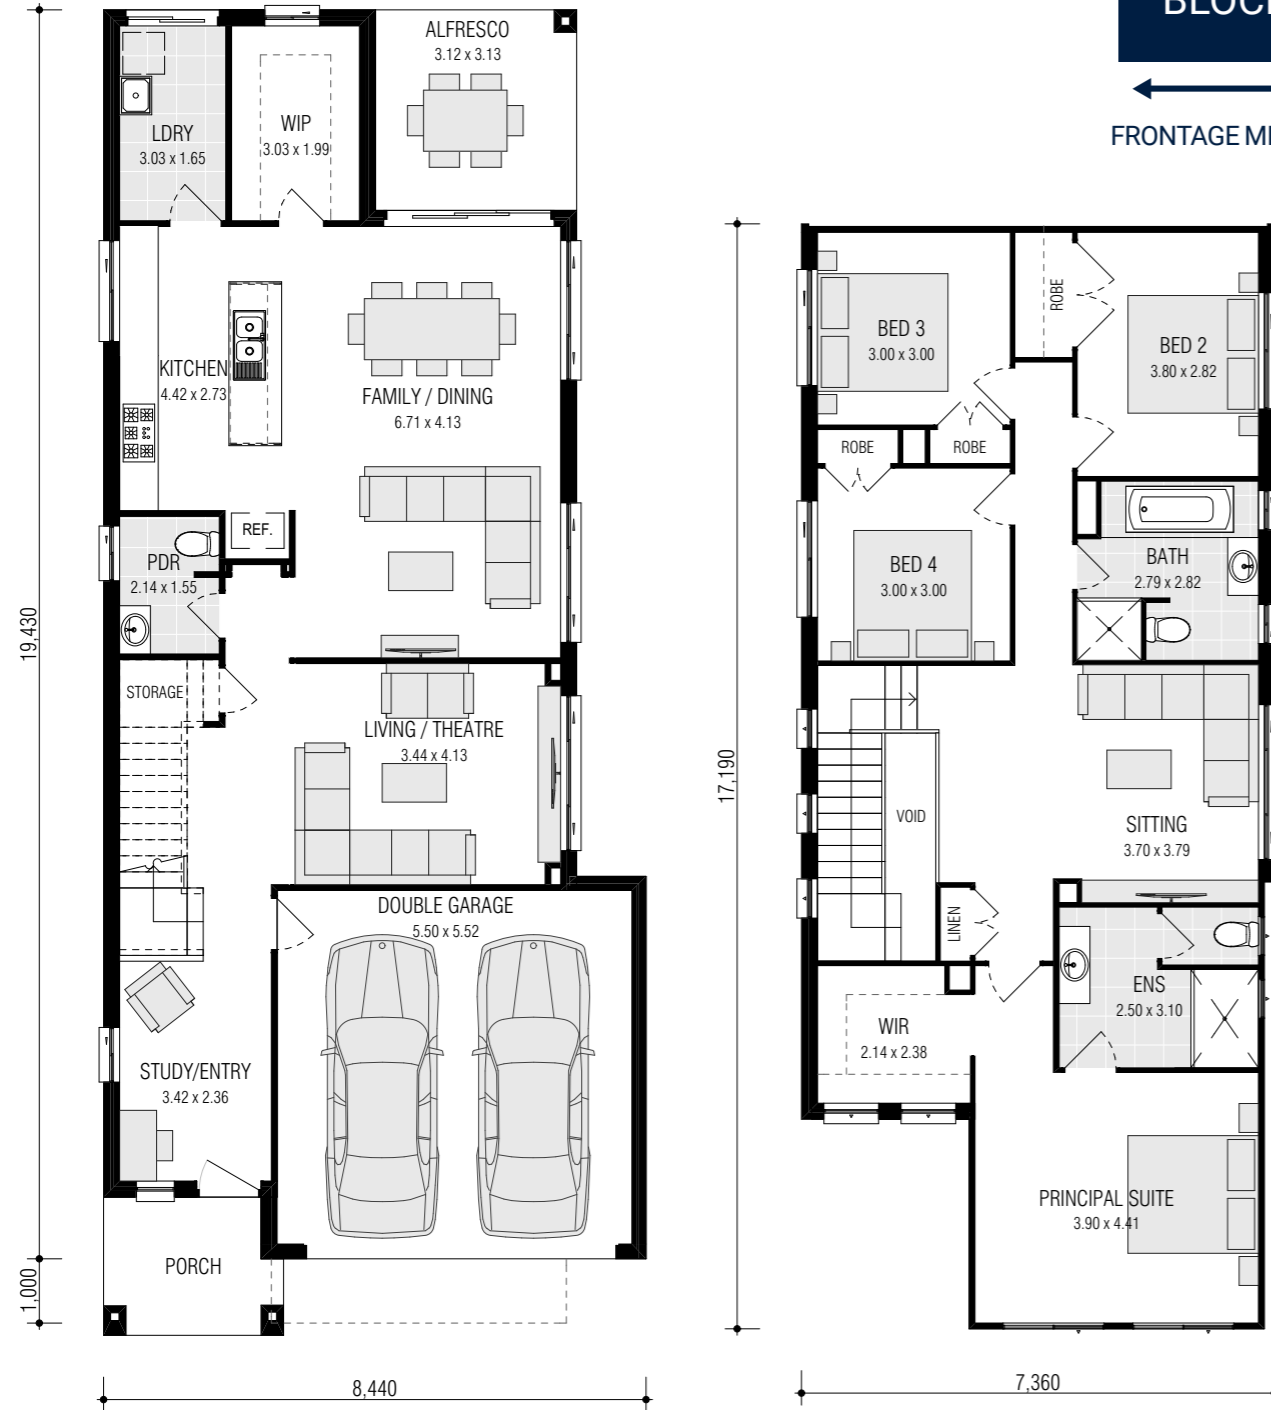 BLOC
FRONTAGE
ALFRESCO
3.12 x 3.13
LDRY
3.03 x 1.65
WIP
3.03 x 1.99
KITCHEN
4.42 x 2.73
FAMILY / DINING
6.71 x 4.13
REF.
PDR
2.14 x 1.55
STORAGE
LIVING / THEATRE
3.44 x 4.13
DOUBLE GARAGE
5.50 x 5.52
STUDY/ENTRY
3.42 x 2.36
PORCH
19,430
1,000
8,440
BED 3
3.00 x 3.00
ROBE
BED 2
3.80 x 2.82
ROBE
ROBE
BED 4
3.00 x 3.00
BATH
2.79 x 2.82
VOID
SITTING
3.70 x 3.79
LINEN
ENS
2.50 x 3.10
WIR
2.14 x 2.38
PRINCIPAL SUITE
3.90 x 4.41
17,190
7,360